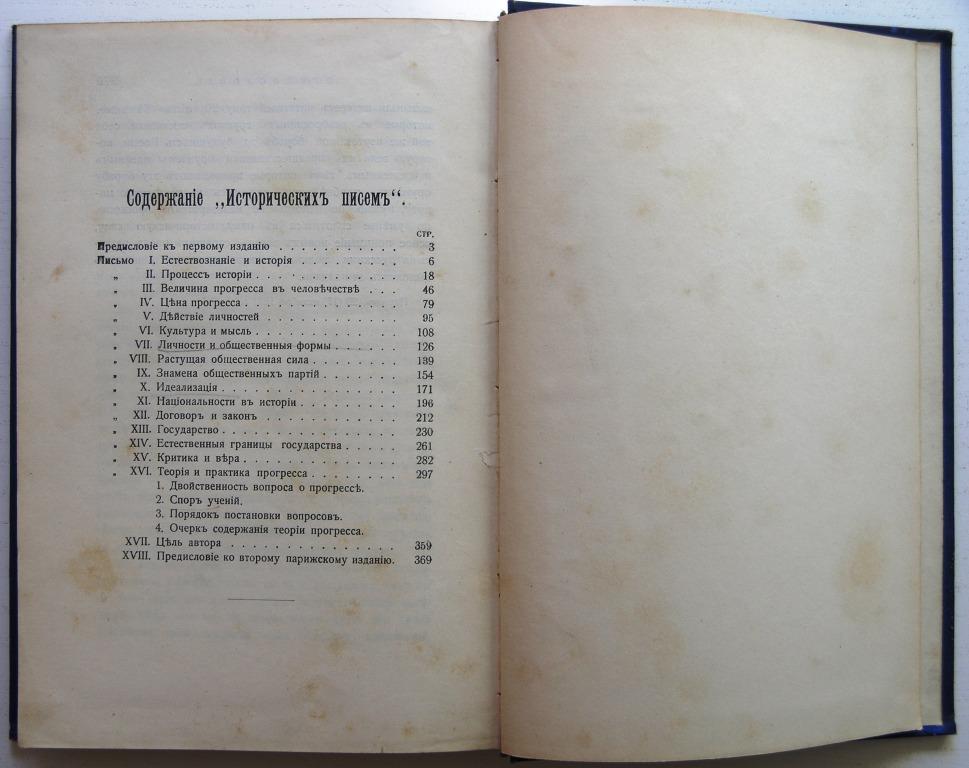 Содержаніе „Историческихъ писемъ“.
СТР.
Предисловіе къ первому изданію . . . . . . . . . . 3
Письмо I. Естествознаніе и исторія . . . . . . . . . 6
„ II. Процессъ исторіи . . . . . . . . . . . . 18
„ III. Величина прогресса въ человѣчествѣ . . . 46
„ IV. Цѣна прогресса . . . . . . . . . . . . . 79
„ V. Дѣйствіе личностей . . . . . . . . . . . 95
„ VI. Культура и мысль . . . . . . . . . . . . 108
„ VII. Личности и общественныя формы . . . . . . 126
„ VIII. Растущая общественная сила . . . . . . . 139
„ IX. Знамена общественныхъ партій . . . . . . 154
„ X. Идеализація . . . . . . . . . . . . . . 171
„ XI. Національности въ исторіи . . . . . . . . 196
„ XII. Договоръ и законъ . . . . . . . . . . . 212
„ XIII. Государство . . . . . . . . . . . . . . 230
„ XIV. Естественныя границы государства . . . . . 261
„ XV. Критика и вѣра . . . . . . . . . . . . . 282
„ XVI. Теорія и практика прогресса . . . . . . . 297
1. Двойственность вопроса о прогрессѣ.
2. Споръ ученій.
3. Порядокъ постановки вопросовъ.
4. Очеркъ содержанія теоріи прогресса.
XVII. Цѣль автора . . . . . . . . . . . . . . 359
XVIII. Предисловіе ко второму парижскому изданію. 369